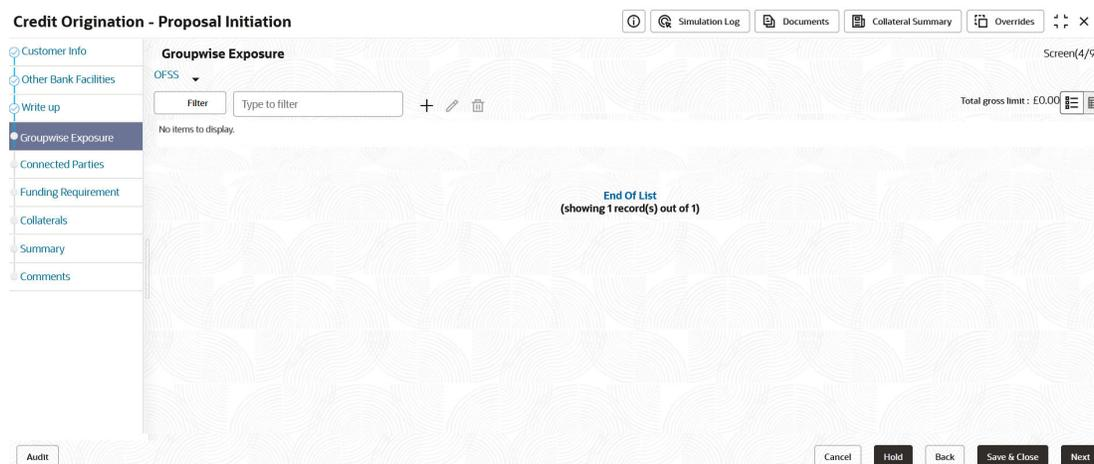 Credit Origination - Proposal Initiation
Simulation Log
Documents
Collateral Summary
Overrides
Customer Info
Other Bank Facilities
Write up
Groupwise Exposure
Connected Parties
Funding Requirement
Collaterals
Summary
Comments
Groupwise Exposure
Screen(4/9
OFSS
Filter
Type to filter
Total gross limit : £0.00
No items to display.
End Of List
(showing 1 record(s) out of 1)
Audit
Cancel
Hold
Back
Save & Close
Next